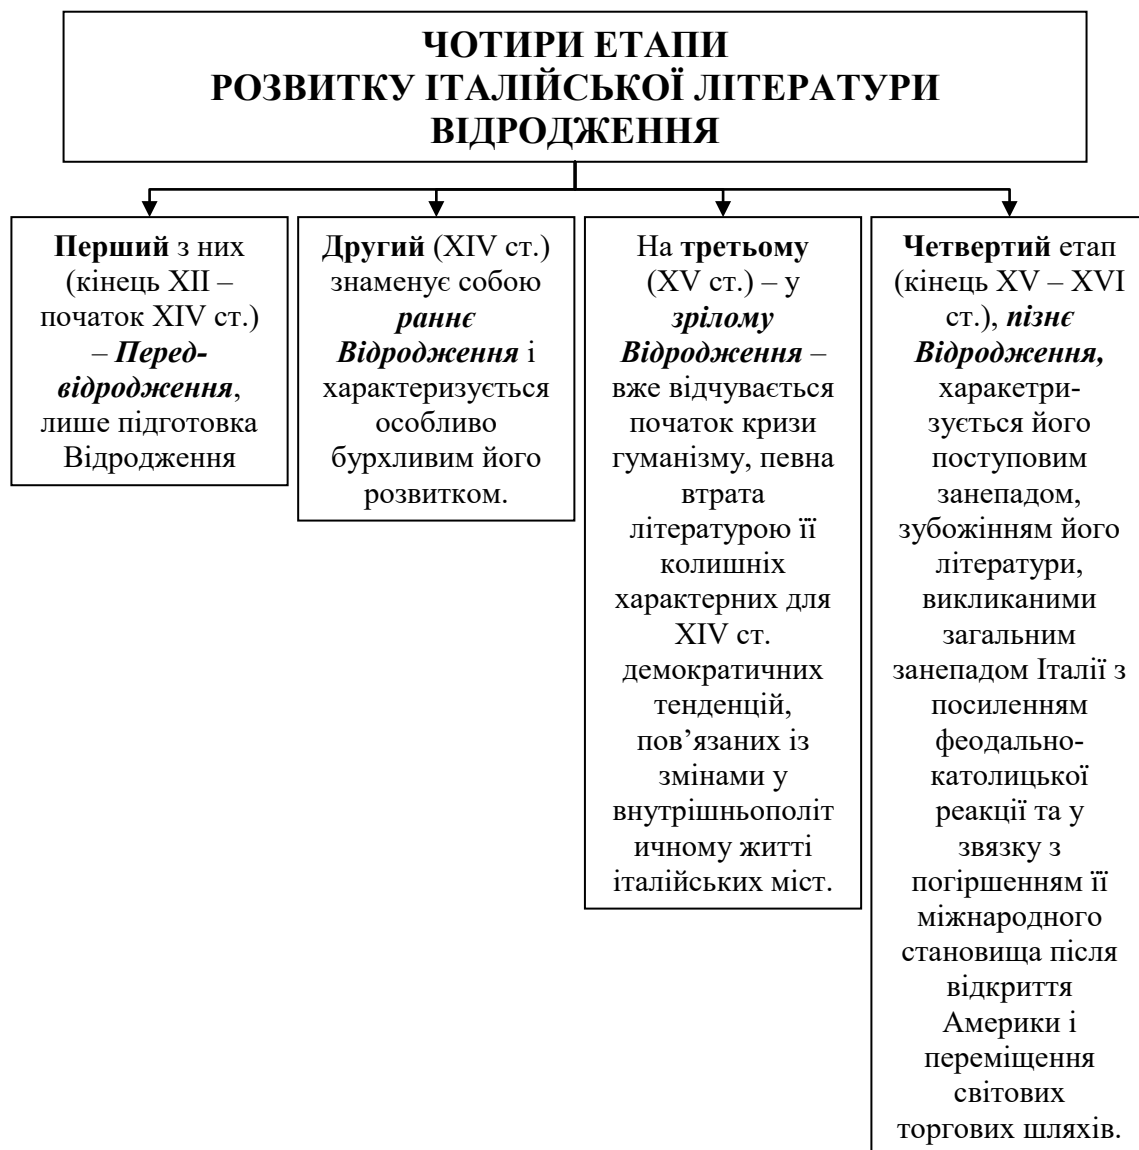 ЧОТИРИ ЕТАПИ
РОЗВИТКУ ІТАЛІЙСЬКОЇ ЛІТЕРАТУРИ
ВІДРОДЖЕННЯ
Перший з них
(кінець XII –
початок XIV ст.)
– Перед-
відродження,
лише підготовка
Відродження
Другий (XIV ст.)
знаменує собою
раннє
Відродження і
характеризується
особливо
бурхливим його
розвитком.
На третьому
(XV ст.) – у
зрілому
Відродження –
вже відчувається
початок кризи
гуманізму, певна
втрата
літературою її
колишніх
характерних для
XIV ст.
демократичних
тенденцій,
пов’язаних із
змінами у
внутрішньополіт
ичному житті
італійських міст.
Четвертий етап
(кінець XV – XVI
ст.), пізнє
Відродження,
характери-
зується його
поступовим
занепадом,
зубожінням його
літератури,
викликаними
загальним
занепадом Італії з
посиленням
феодально-
католицької
реакції та у
звязку з
погіршенням її
міжнародного
становища після
відкриття
Америки і
переміщення
світових
торгових шляхів.